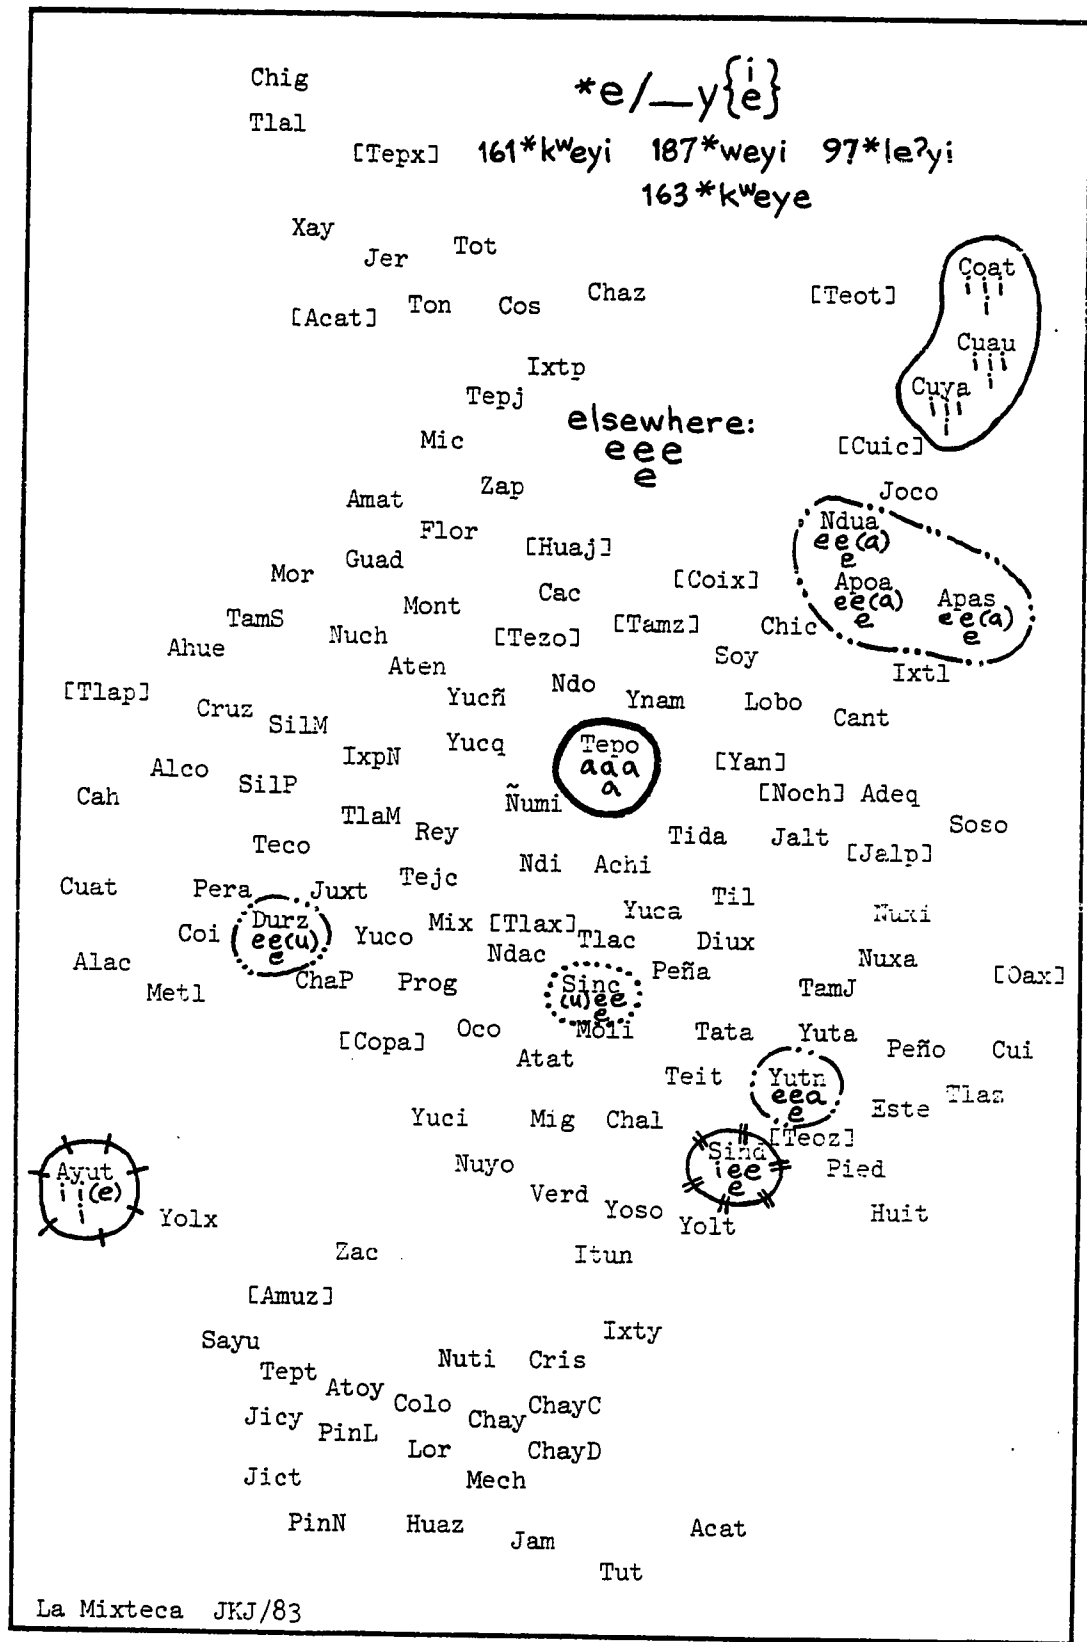 Chig
*e/__y{i e}
Tlal
[Tepx] 161*kʷeyi 187*weyi 97*leʔyi
163*kʷeye
Xay
Jer Tot
Coat
i i i
i
[Acat] Ton Cos Chaz [Teot]
Cuau
i i i
i
Ixtp
Cuya
i i i
i
Tepj
elsewhere:
e e e
e
Mic [Cuic]
Amat Zap Joco
Flor Ndua
ee(a)
e
Mor Guad [Huaj]
Mont Cac [Coix] Apoa Apas
ee(a) ee(a)
e e
TamS Nuch [Tezo] [Tamz] Chic
Ahue Aten Soy Ixtl
[Tlap] Cruz SilM Yucñ Ndo Ynam Lobo Cant
Alco IxpN Yucq Tepo [Yan]
aaa
a
Cah SilP Ñumi [Noch] Adeq
TlaM Rey Tida Jalt Soso
Teco Ndi Achi [Jalp]
Cuat Pera Juxt Tejc Til
Yuca Nuxi
Durz
ee(u)
e
Coi Yuco Mix [Tlax] Tlac Diux
Ndac
Alac Nuxa
Metl ChaP Prog Sinc Peña TamJ [Oax]
(u)ee
e
[Copa] Oco Moli Tata Yuta Peño Cui
Atat
Teit Yutn Este Tlaz
eea
e
Yuci Mig Chal
[Teoz]
Sind
iee
e
Ayut Nuyo Pied
i i(e)
i
Yolx Verd Yoso Yolt Huit
Zac Itun
[Amuz]
Sayu Ixty
Tept Nuti Cris
Atoy Colo ChayC
Jicy Chay
PinL Lor ChayD
Jict Mech
PinN Huaz Jam Acat
Tut
La Mixteca JKJ/83